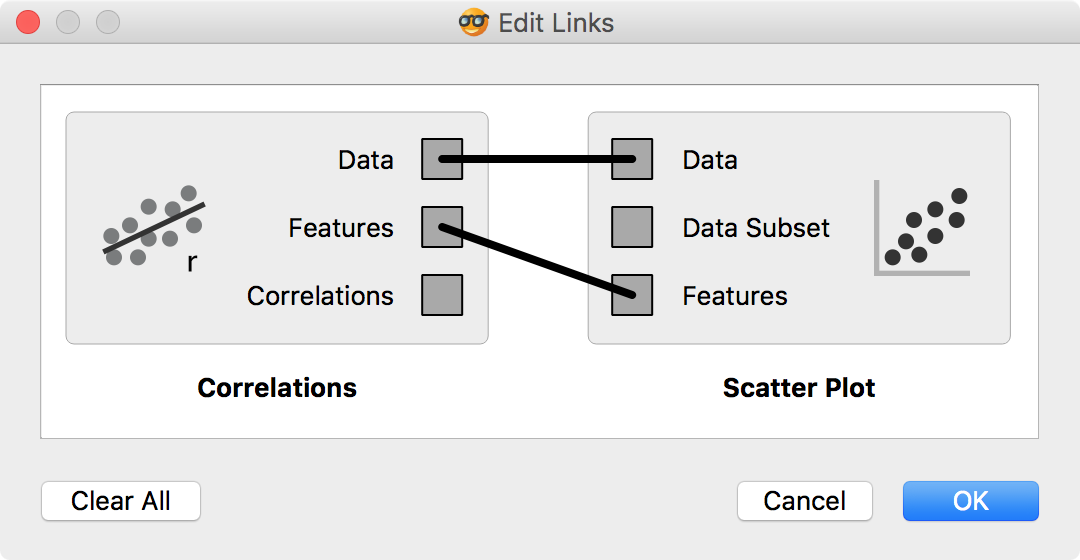 Edit Links
Data
Features
Correlations
r
Correlations
Data
Data Subset
Features
Scatter Plot
Clear All
Cancel
OK